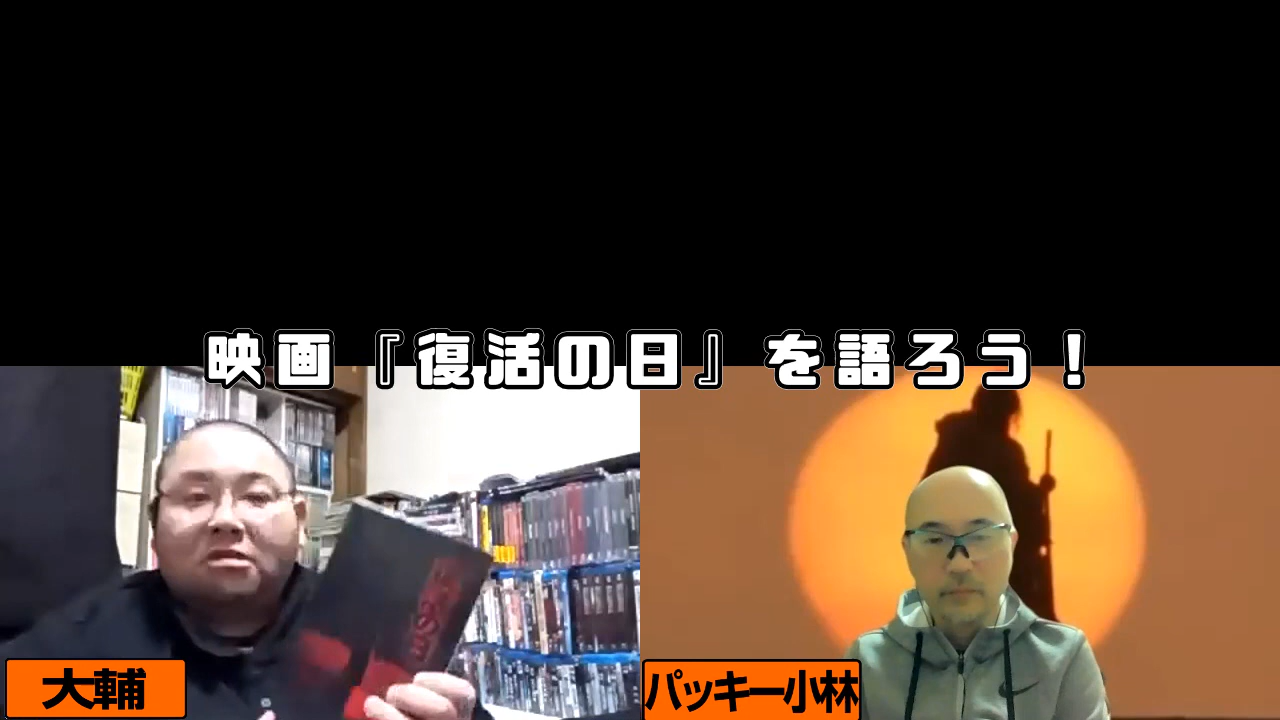 映画『復活の日』を語ろう！
大輔
パッキー小林